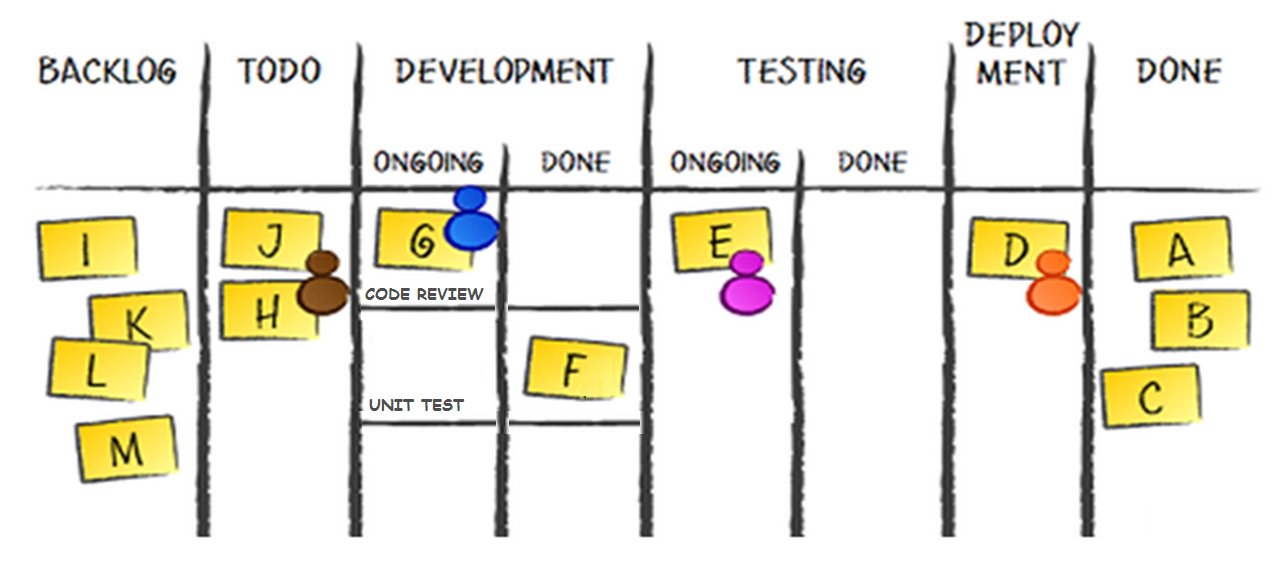 BACKLOG
TODO
DEVELOPMENT
TESTING
DEPLOY
MENT
DONE
ONGOING
DONE
ONGOING
DONE
I
J
G
E
D
A
K
H
CODE REVIEW
B
L
F
C
UNIT TEST
M